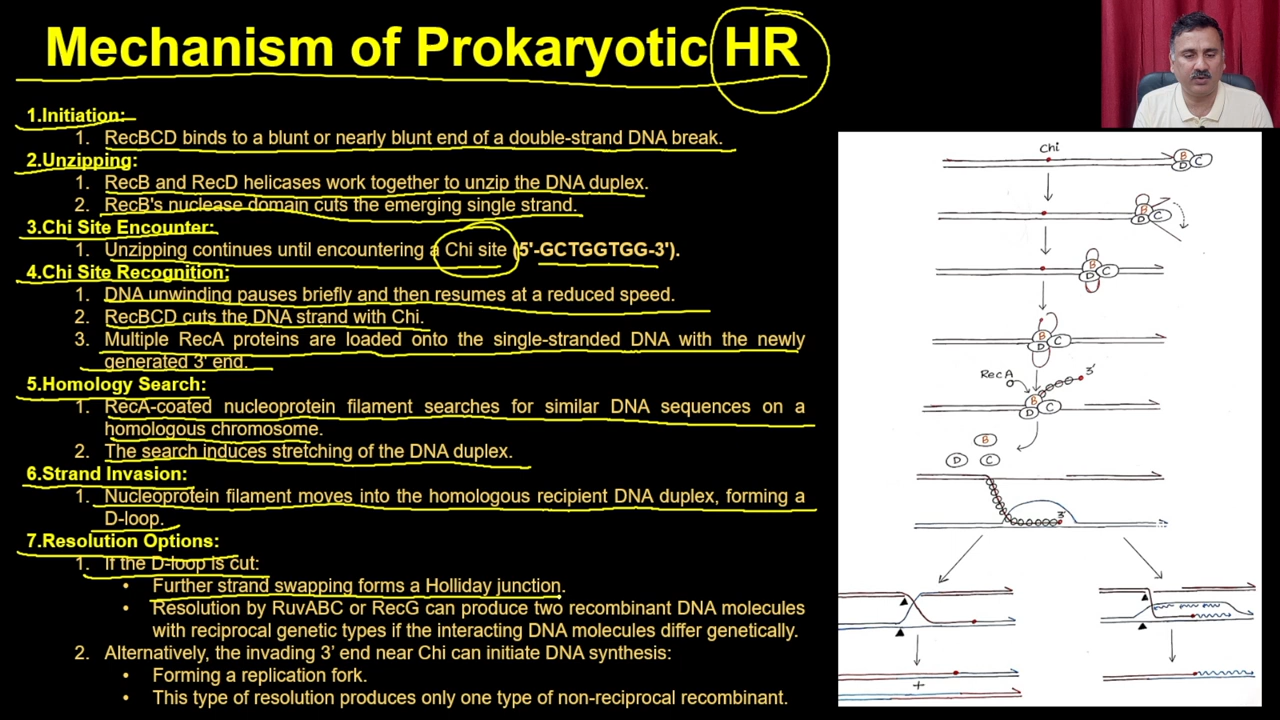 Mechanism of Prokaryotic HR
1.Initiation:
1. RecBCD binds to a blunt or nearly blunt end of a double-strand DNA break.
2.Unzipping:
1. RecB and RecD helicases work together to unzip the DNA duplex.
2. RecB's nuclease domain cuts the emerging single strand.
3.Chi Site Encounter:
1. Unzipping continues until encountering a Chi site (5'-GCTGGTGG-3').
4.Chi Site Recognition:
1. DNA unwinding pauses briefly and then resumes at a reduced speed.
2. RecBCD cuts the DNA strand with Chi.
3. Multiple RecA proteins are loaded onto the single-stranded DNA with the newly
generated 3' end.
5.Homology Search:
1. RecA-coated nucleoprotein filament searches for similar DNA sequences on a
homologous chromosome.
2. The search induces stretching of the DNA duplex.
6.Strand Invasion:
1. Nucleoprotein filament moves into the homologous recipient DNA duplex, forming a
D-loop.
7.Resolution Options:
1. If the D-loop is cut:
• Further strand swapping forms a Holliday junction.
• Resolution by RuvABC or RecG can produce two recombinant DNA molecules
with reciprocal genetic types if the interacting DNA molecules differ genetically.
2. Alternatively, the invading 3’ end near Chi can initiate DNA synthesis:
• Forming a replication fork.
• This type of resolution produces only one type of non-reciprocal recombinant.
Chi
B
D C
B
D C
B
D C
B
D C
RecA
3'
B
D C
B
D C
3'
+